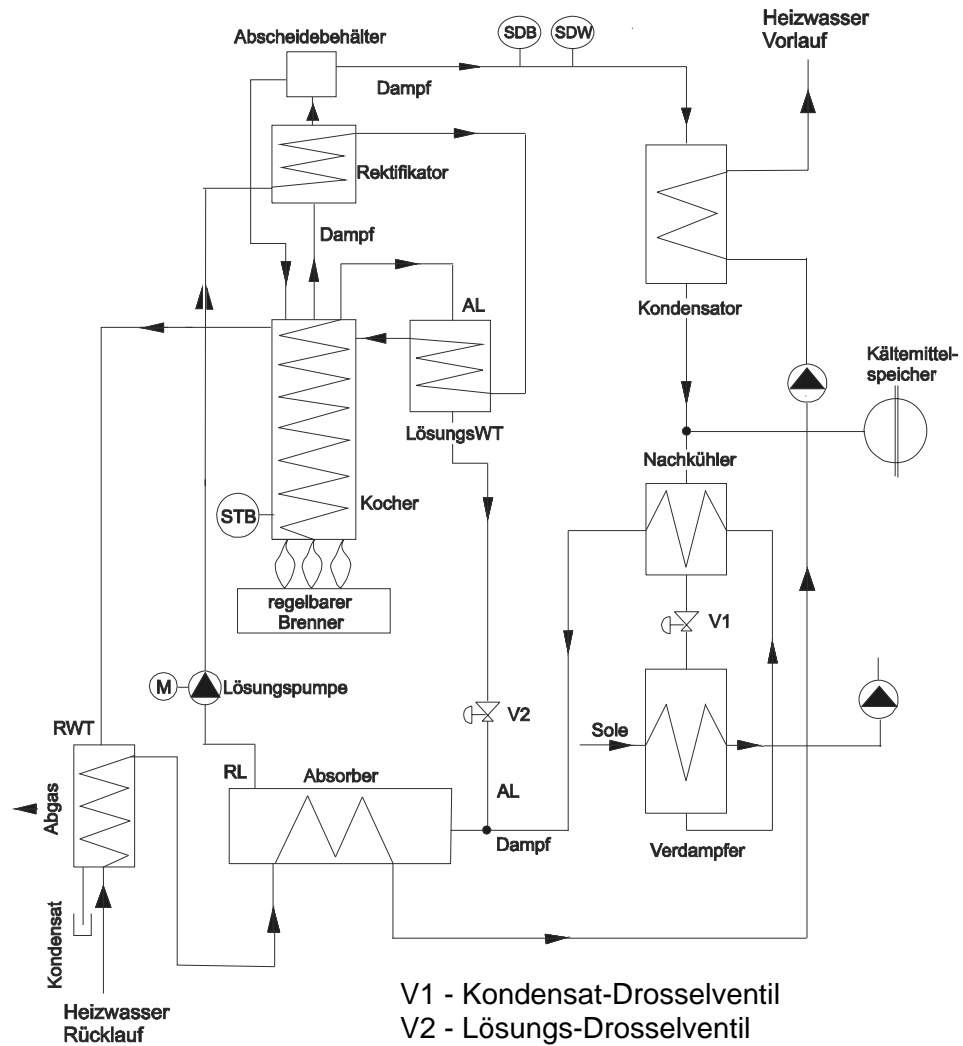 Abscheidebehälter
SDB
SDW
Heizwasser
Vorlauf
Dampf
Rektifikator
Dampf
AL
Kondensator
Kältemittel-
speicher
LösungsWT
Nachkühler
Kocher
STB
regelbarer
Brenner
V1
M
Lösungspumpe
V2
RWT
Sole
RL
Absorber
AL
Abgas
Dampf
Verdampfer
Kondensat
V1 - Kondensat-Drosselventil
Heizwasser
Rücklauf
V2 - Lösungs-Drosselventil